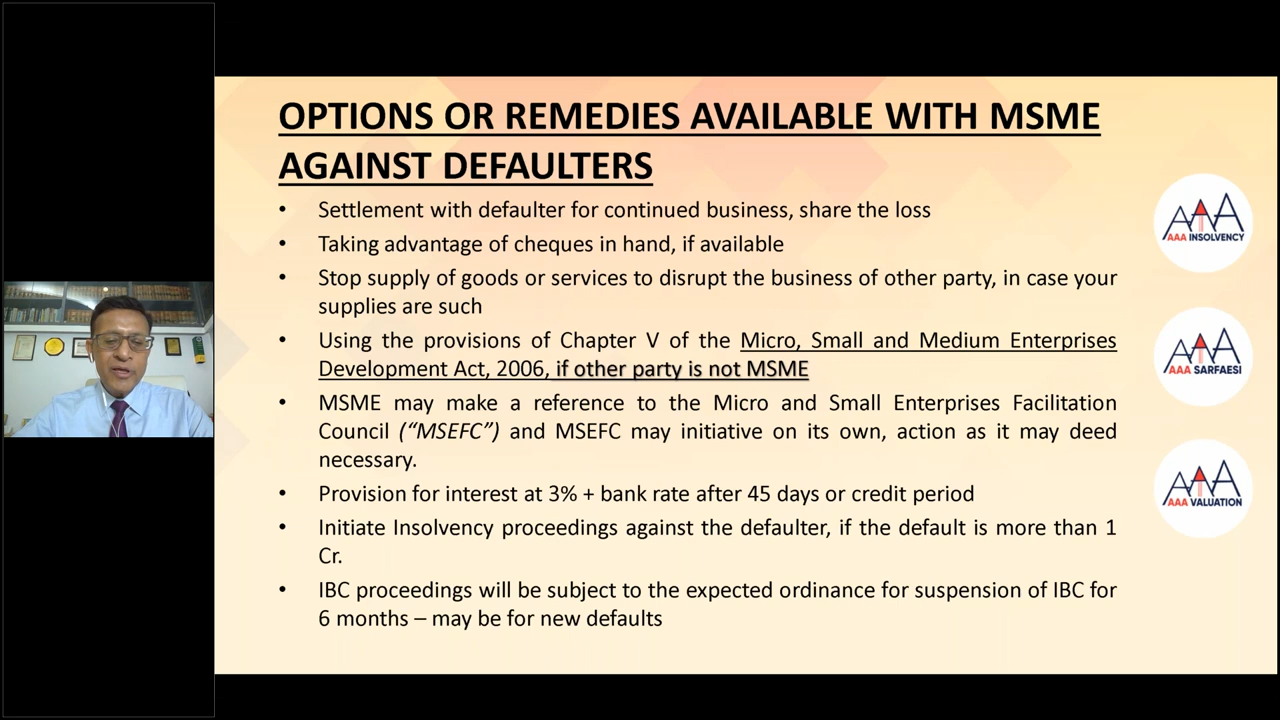 OPTIONS OR REMEDIES AVAILABLE WITH MSME
AGAINST DEFAULTERS
• Settlement with defaulter for continued business, share the loss
• Taking advantage of cheques in hand, if available
• Stop supply of goods or services to disrupt the business of other party, in case your
supplies are such
• Using the provisions of Chapter V of the Micro, Small and Medium Enterprises
Development Act, 2006, if other party is not MSME
• MSME may make a reference to the Micro and Small Enterprises Facilitation
Council (“MSEFC”) and MSEFC may initiative on its own, action as it may deed
necessary.
• Provision for interest at 3% + bank rate after 45 days or credit period
• Initiate Insolvency proceedings against the defaulter, if the default is more than 1
Cr.
• IBC proceedings will be subject to the expected ordinance for suspension of IBC for
6 months – may be for new defaults
AAA
AAA INSOLVENCY
AAA
AAA SARFAESI
AAA
AAA VALUATION